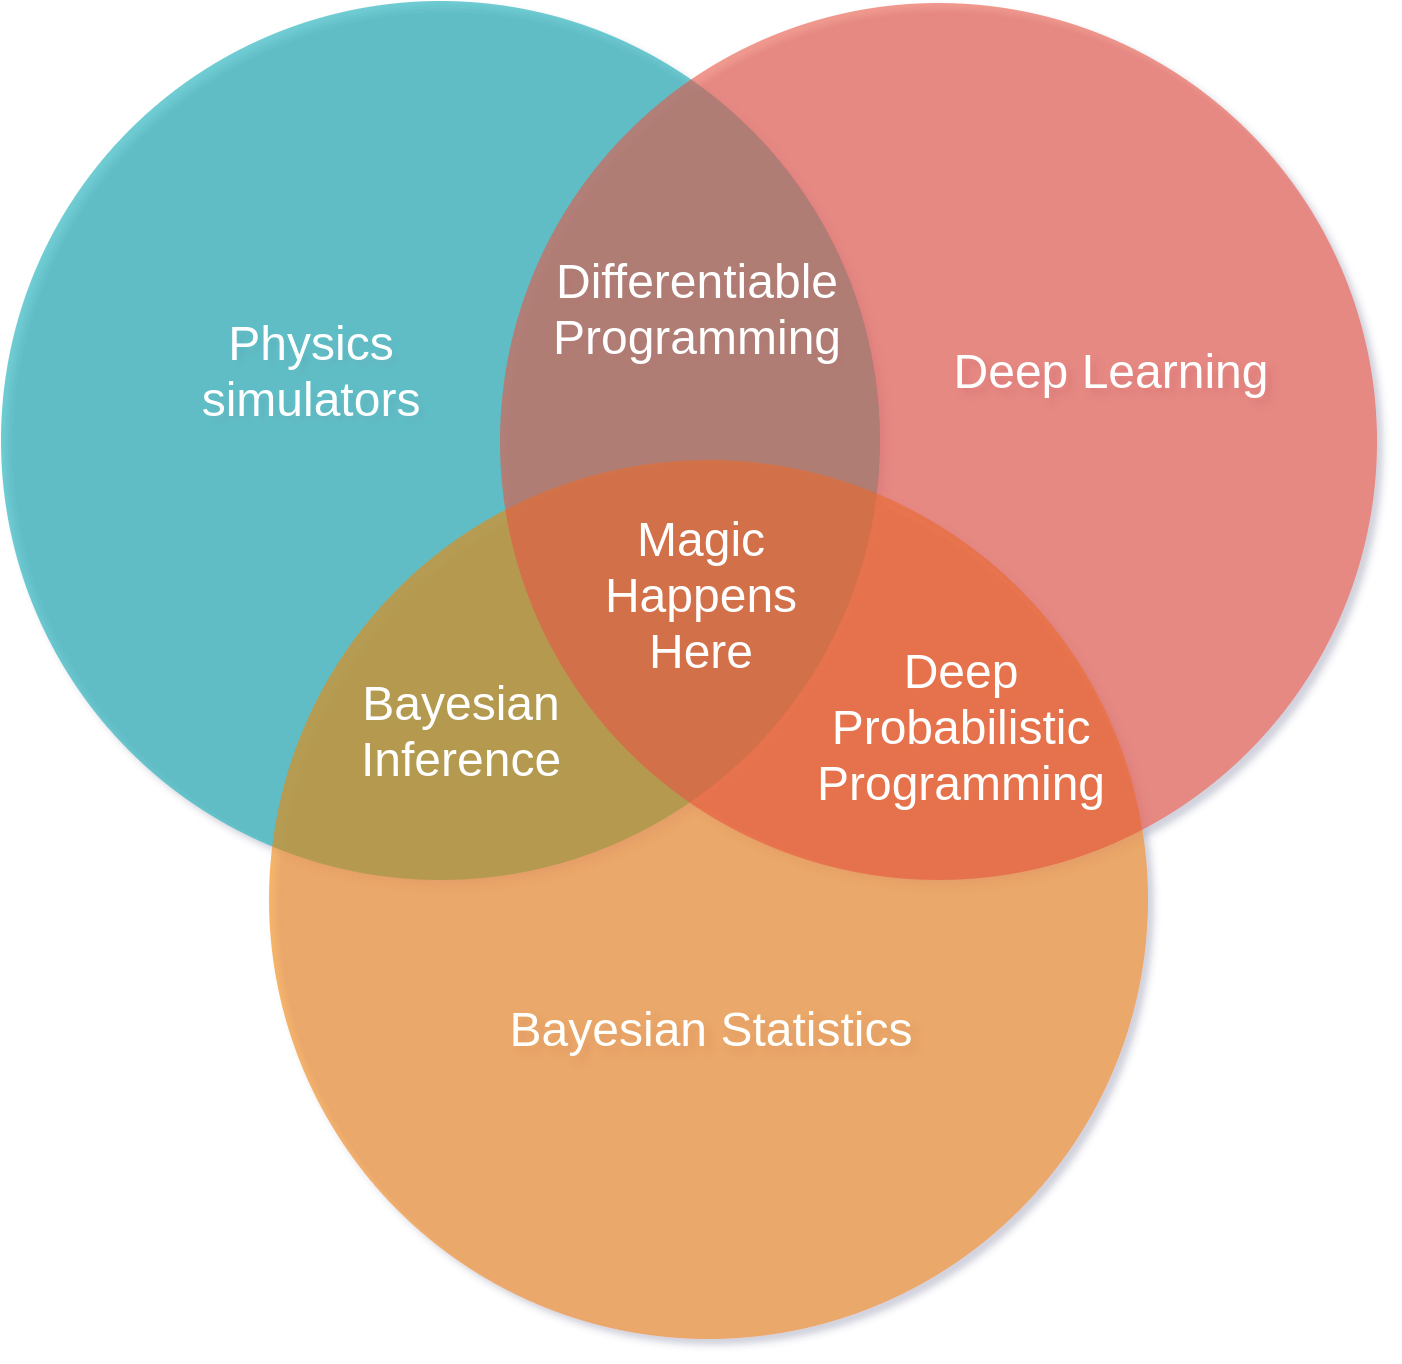 Differentiable
Programming
Physics
simulators
Deep Learning
Magic
Happens
Here
Deep
Probabilistic
Programming
Bayesian
Inference
Bayesian Statistics